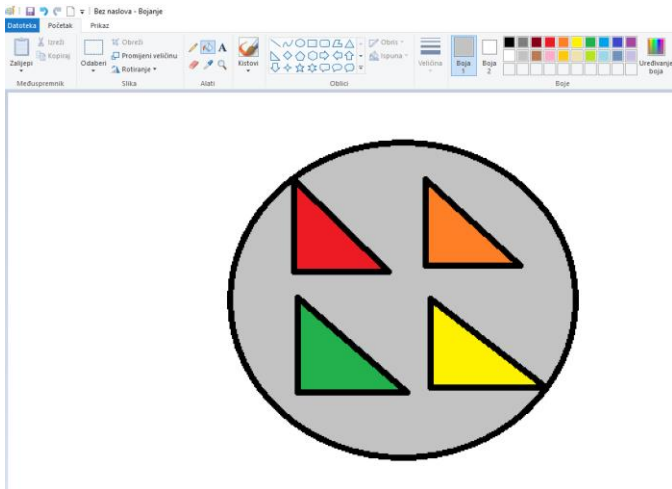 Bez naslova - Bojanje
Datoteka Početak Prikaz
Zalijepi
Izreži
Kopiraj
Međuspremnik
Odaberi
Obreži
Promijeni veličinu
Rotiranje
Slika
A
Alati
Kistovi
Obris
Ispuna
Oblici
Veličina
Boja
1
Boja
2
Boje
Uređivanje
boja